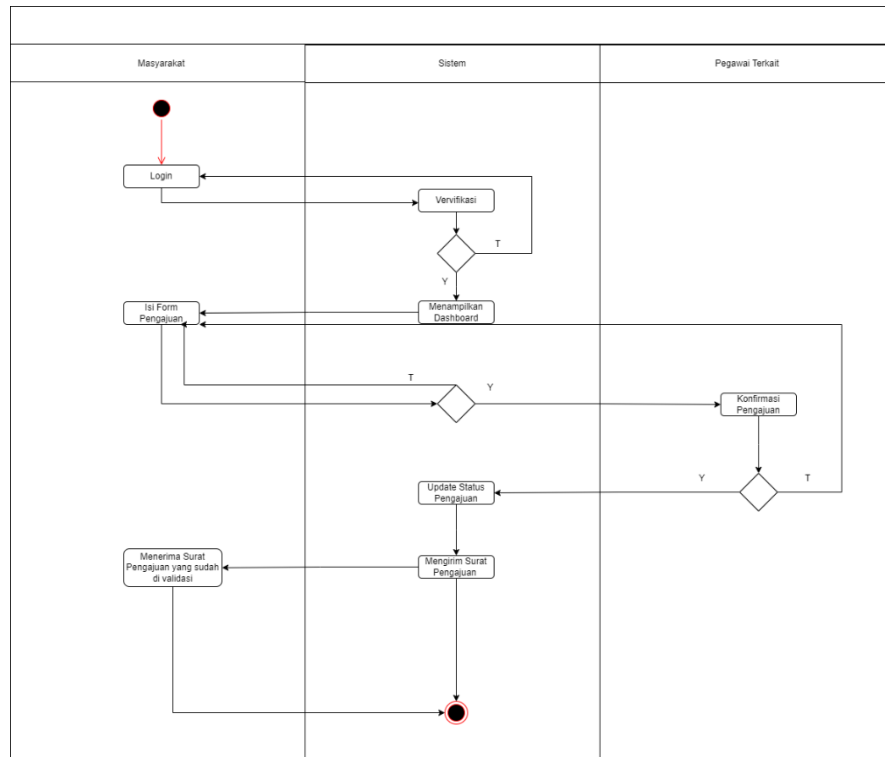 Masyarakat
Sistem
Pegawai Terkait
Login
Vervifikasi
T
Y
Isi Form
Pengajuan
Menampilkan
Dashboard
T
Y
Konfirmasi
Pengajuan
Update Status
Pengajuan
Y
T
Menerima Surat
Pengajuan yang sudah
di validasi
Mengirim Surat
Pengajuan